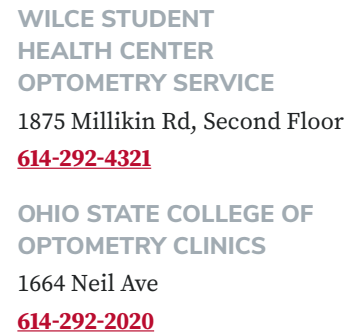 WILCE STUDENT
HEALTH CENTER
OPTOMETRY SERVICE
1875 Millikin Rd, Second Floor
614-292-4321
OHIO STATE COLLEGE OF
OPTOMETRY CLINICS
1664 Neil Ave
614-292-2020